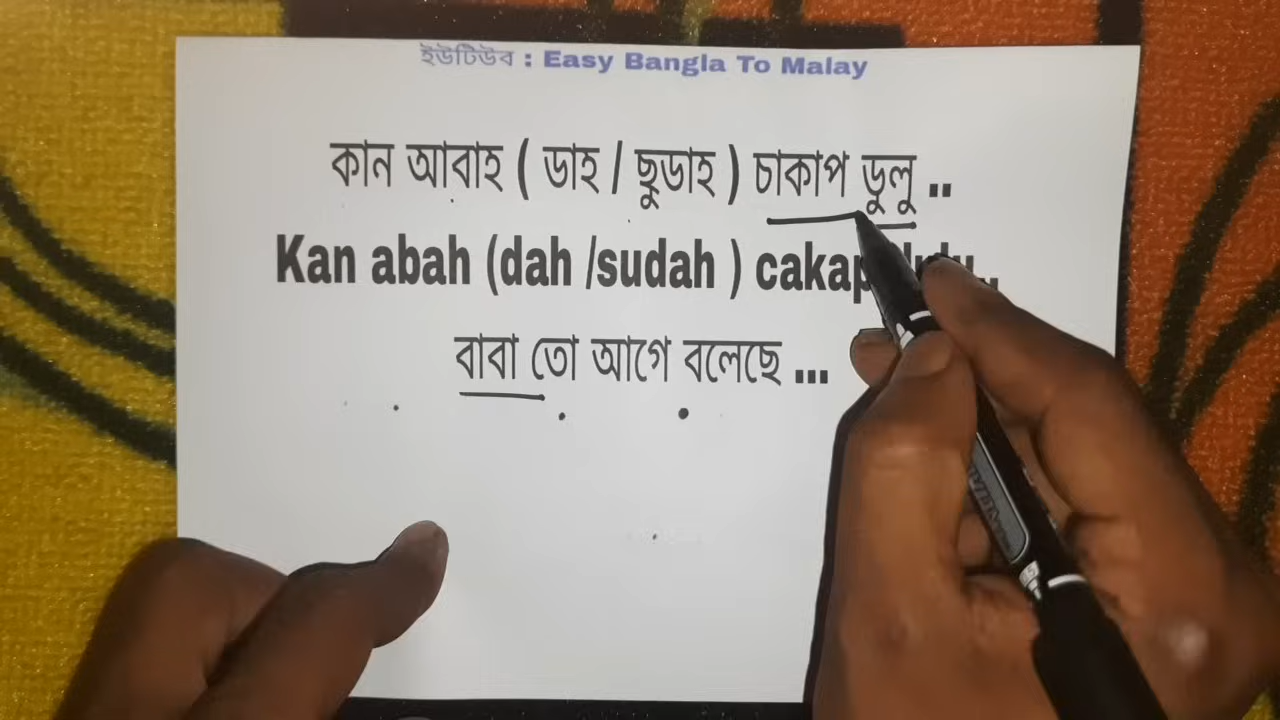 ইউটিউব : Easy Bangla To Malay
কান আবাহ ( ডাহ / ছুডাহ ) চাকাপ ডুলু ..
Kan abah (dah /sudah ) cakap
বাবা তো আগে বলেছে ...